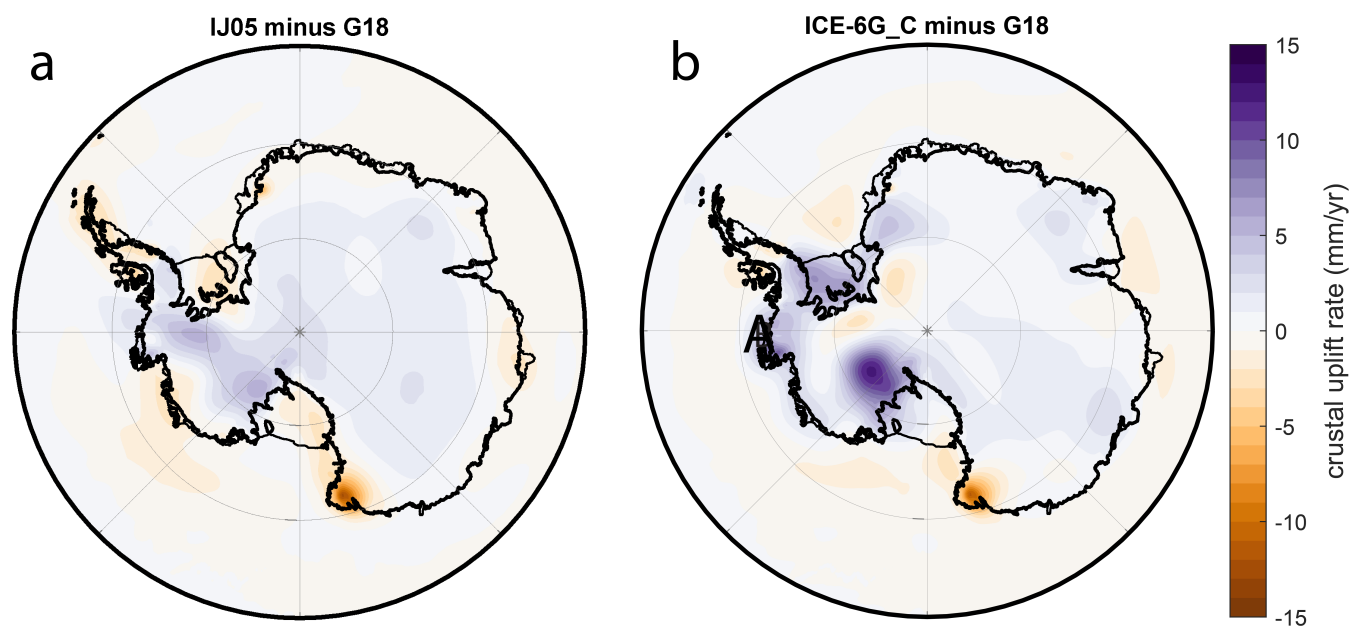 IJ05 minus G18
ICE-6G_C minus G18
a
b
A
15
10
5
0
-5
-10
-15
crustal uplift rate (mm/yr)